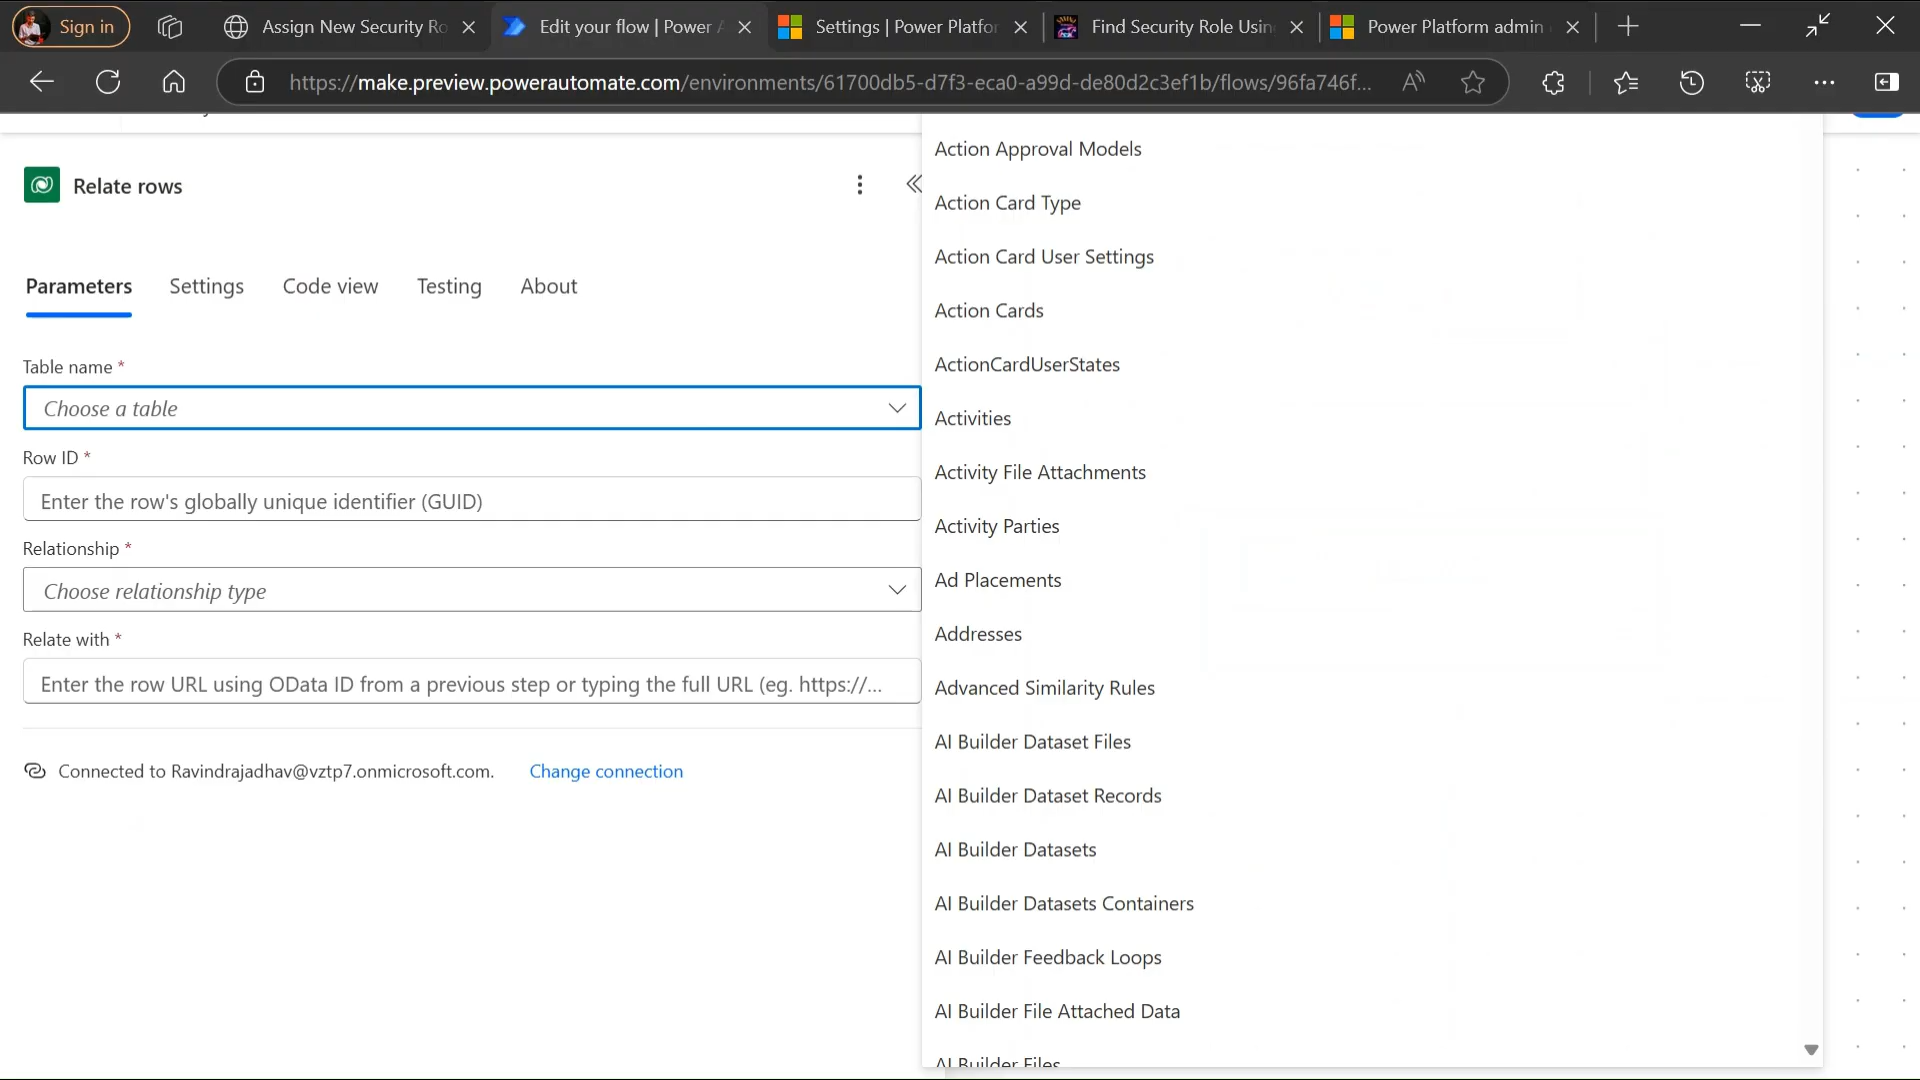 Sign in
Assign New Security Ro
Edit your flow | Power A
Settings | Power Platfor
Find Security Role Usin
Power Platform admin
https://make.preview.powerautomate.com/environments/61700db5-d7f3-eca0-a99d-de80d2c3ef1b/flows/96fa746f...
Relate rows
Parameters
Settings
Code view
Testing
About
Table name *
Choose a table
Row ID *
Enter the row's globally unique identifier (GUID)
Relationship *
Choose relationship type
Relate with *
Enter the row URL using OData ID from a previous step or typing the full URL (eg. https://...
Connected to Ravindrajadhav@vztp7.onmicrosoft.com.
Change connection
Action Approval Models
Action Card Type
Action Card User Settings
Action Cards
ActionCardUserStates
Activities
Activity File Attachments
Activity Parties
Ad Placements
Addresses
Advanced Similarity Rules
AI Builder Dataset Files
AI Builder Dataset Records
AI Builder Datasets
AI Builder Datasets Containers
AI Builder Feedback Loops
AI Builder File Attached Data
AI Builder Files